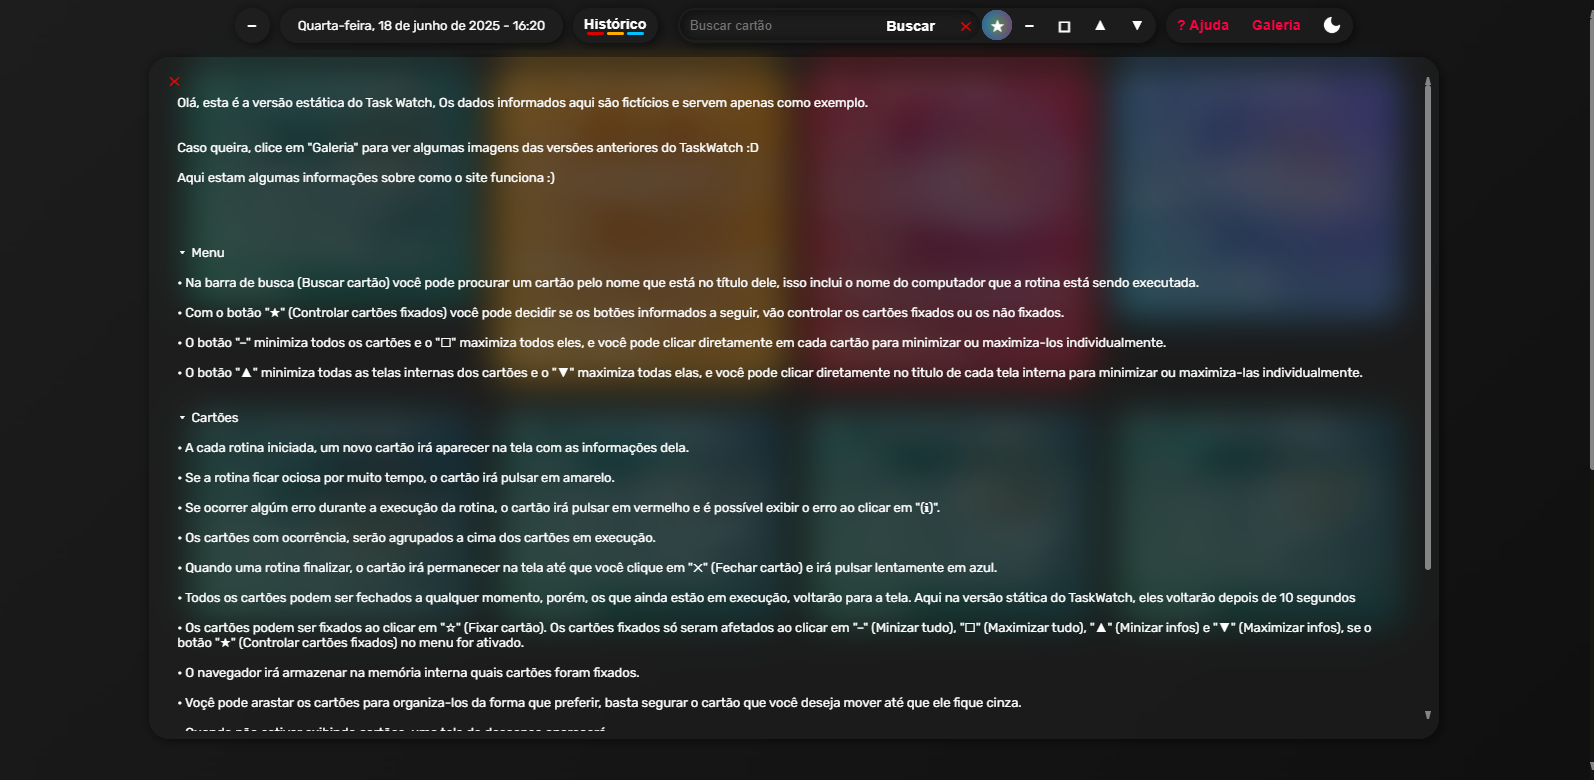 – Quarta-feira, 18 de junho de 2025 - 16:20 Histórico Buscar cartão Buscar ✕ ★ – ☐ ▲ ▼ ? Ajuda Galeria
✕
Olá, esta é a versão estática do Task Watch, Os dados informados aqui são fictícios e servem apenas como exemplo.
Caso queira, clice em "Galeria" para ver algumas imagens das versões anteriores do TaskWatch :D
Aqui estam algumas informações sobre como o site funciona :)
▾ Menu
• Na barra de busca (Buscar cartão) você pode procurar um cartão pelo nome que está no título dele, isso inclui o nome do computador que a rotina está sendo executada.
• Com o botão "★" (Controlar cartões fixados) você pode decidir se os botões informados a seguir, vão controlar os cartões fixados ou os não fixados.
• O botão "–" minimiza todos os cartões e o "☐" maximiza todos eles, e você pode clicar diretamente em cada cartão para minimizar ou maximiza-los individualmente.
• O botão "▲" minimiza todas as telas internas dos cartões e o "▼" maximiza todas elas, e você pode clicar diretamente no titulo de cada tela interna para minimizar ou maximiza-las individualmente.
▾ Cartões
• A cada rotina iniciada, um novo cartão irá aparecer na tela com as informações dela.
• Se a rotina ficar ociosa por muito tempo, o cartão irá pulsar em amarelo.
• Se ocorrer algúm erro durante a execução da rotina, o cartão irá pulsar em vermelho e é possível exibir o erro ao clicar em "(ℹ)".
• Os cartões com ocorrência, serão agrupados a cima dos cartões em execução.
• Quando uma rotina finalizar, o cartão irá permanecer na tela até que você clique em "✕" (Fechar cartão) e irá pulsar lentamente em azul.
• Todos os cartões podem ser fechados a qualquer momento, porém, os que ainda estão em execução, voltarão para a tela. Aqui na versão stática do TaskWatch, eles voltarão depois de 10 segundos
• Os cartões podem ser fixados ao clicar em "☆" (Fixar cartão). Os cartões fixados só seram afetados ao clicar em "–" (Minizar tudo), "☐" (Maximizar tudo), "▲" (Minizar infos) e "▼" (Maximizar infos), se o
botão "★" (Controlar cartões fixados) no menu for ativado.
• O navegador irá armazenar na memória interna quais cartões foram fixados.
• Voçê pode arastar os cartões para organiza-los da forma que preferir, basta segurar o cartão que você deseja mover até que ele fique cinza.
• Quando não estiver exibindo cartões, uma tela de descanso aparecerá.